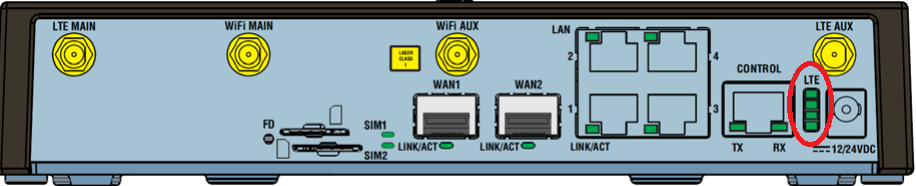 LTE MAIN
WiFi MAIN
WiFi AUX
LTE AUX
LAN
LASER
CLASS
1
2
4
CONTROL
LTE
WAN1
WAN2
1
3
FD
SIM1
SIM2
LINK/ACT
LINK/ACT
LINK/ACT
TX
RX
12/24VDC